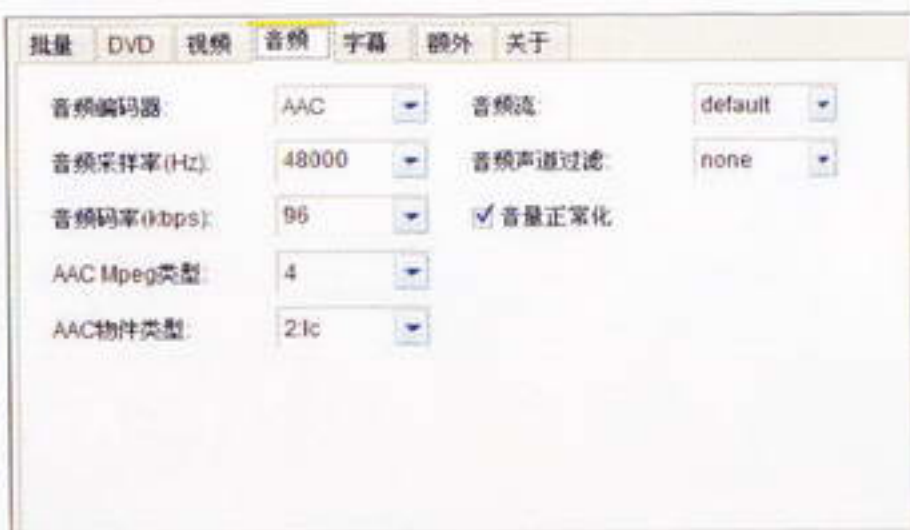 批量 DVD 视频 音频 字幕 额外 关于
音频编码器: AAC 音频流: default
音频采样率(Hz): 48000 音频声道过滤: none
音频码率(kbps): 96 音量正常化
AAC Mpeg类型: 4
AAC物件类型: 2:lc